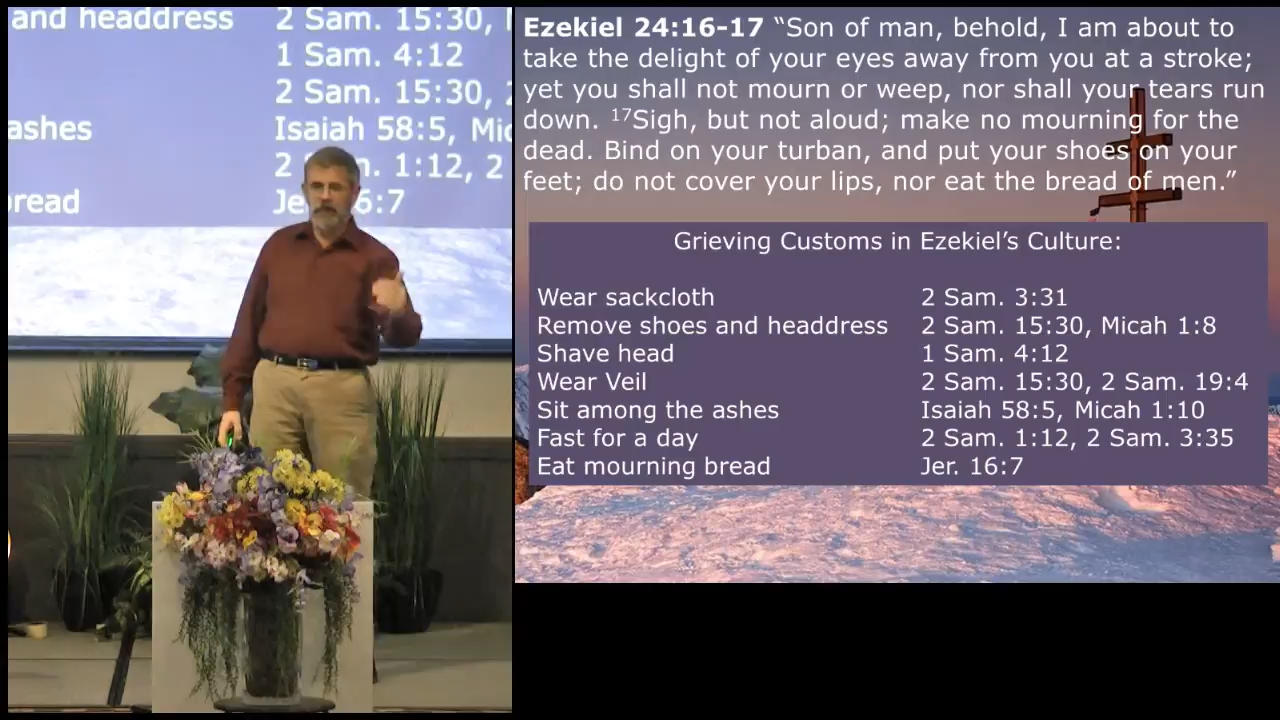 and headdress 2 Sam. 15:30,
1 Sam. 4:12
2 Sam. 15:30,
ashes Isaiah 58:5,
1:12, 2
6:7
Ezekiel 24:16-17 “Son of man, behold, I am about to
take the delight of your eyes away from you at a stroke;
yet you shall not mourn or weep, nor shall your tears run
down. ¹⁷Sigh, but not aloud; make no mourning for the
dead. Bind on your turban, and put your shoes on your
feet; do not cover your lips, nor eat the bread of men.”
Grieving Customs in Ezekiel’s Culture:
Wear sackcloth 2 Sam. 3:31
Remove shoes and headdress 2 Sam. 15:30, Micah 1:8
Shave head 1 Sam. 4:12
Wear Veil 2 Sam. 15:30, 2 Sam. 19:4
Sit among the ashes Isaiah 58:5, Micah 1:10
Fast for a day 2 Sam. 1:12, 2 Sam. 3:35
Eat mourning bread Jer. 16:7